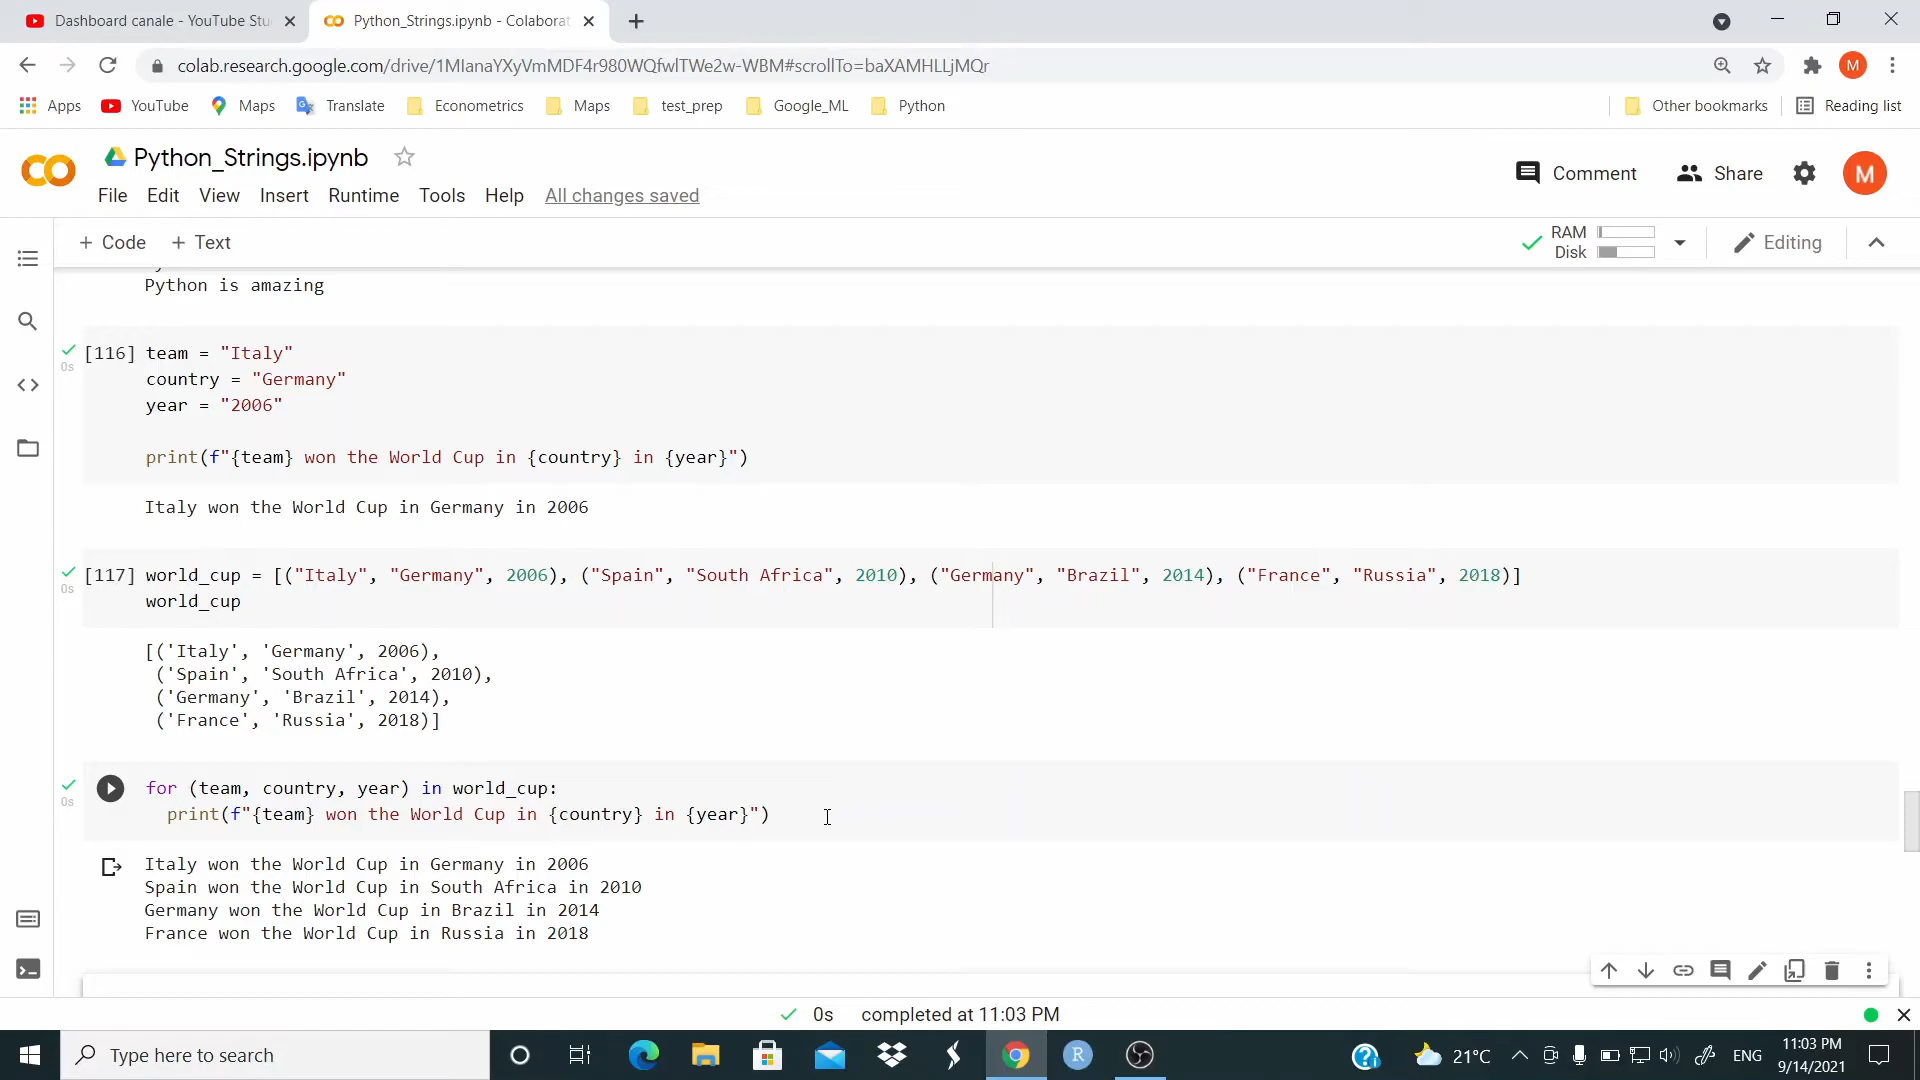 Dashboard canale - YouTube Stu
Python_Strings.ipynb - Colaborat
colab.research.google.com/drive/1MIanaYXyVmMDF4r980WQfwlTWe2w-WBM#scrollTo=baXAMHLLjMQr
M
Apps YouTube Maps Translate Econometrics Maps test_prep Google_ML Python Other bookmarks Reading list
Python_Strings.ipynb
Comment Share M
File Edit View Insert Runtime Tools Help All changes saved
+ Code + Text
RAM
Disk
Editing
Python is amazing
[116] team = "Italy"
0s
country = "Germany"
year = "2006"
print(f"{team} won the World Cup in {country} in {year}")
Italy won the World Cup in Germany in 2006
[117] world_cup = [("Italy", "Germany", 2006), ("Spain", "South Africa", 2010), ("Germany", "Brazil", 2014), ("France", "Russia", 2018)]
0s
world_cup
[('Italy', 'Germany', 2006),
('Spain', 'South Africa', 2010),
('Germany', 'Brazil', 2014),
('France', 'Russia', 2018)]
for (team, country, year) in world_cup:
0s
print(f"{team} won the World Cup in {country} in {year}")
Italy won the World Cup in Germany in 2006
Spain won the World Cup in South Africa in 2010
Germany won the World Cup in Brazil in 2014
France won the World Cup in Russia in 2018
0s completed at 11:03 PM
Type here to search
R
21°C
ENG
11:03 PM
9/14/2021